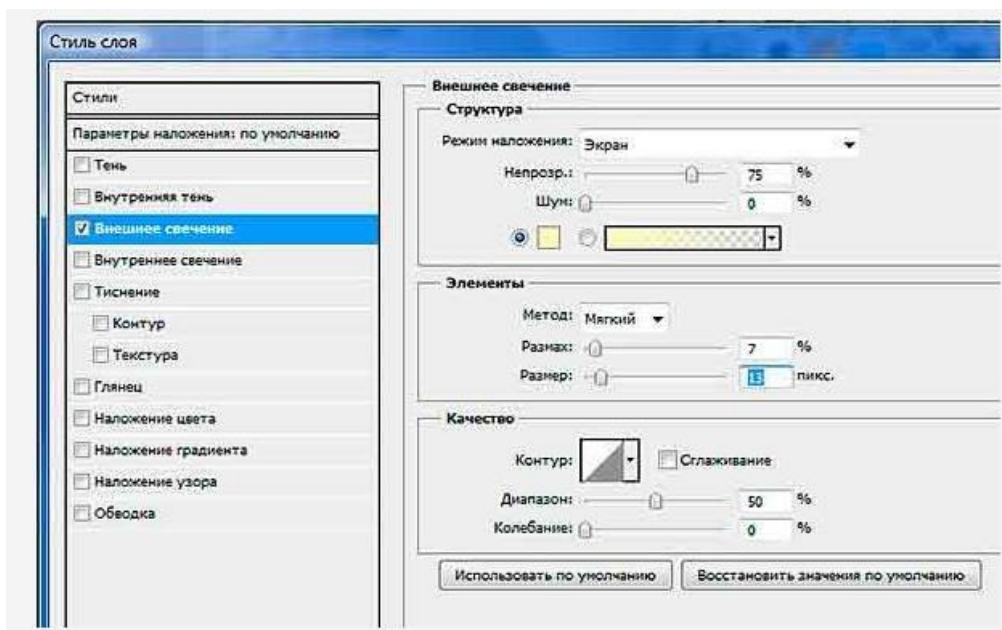 Стиль слоя
Стили
Параметры наложения: по умолчанию
Тень
Внутренняя тень
Внешнее свечение
Внутреннее свечение
Тиснение
Контур
Текстура
Глянец
Наложение цвета
Наложение градиента
Наложение узора
Обводка
Внешнее свечение
Структура
Режим наложения: Экран
Непрозр.: 75 %
Шум: 0 %
Элементы
Метод: Мягкий
Размах: 7 %
Размер: 13 пикс.
Качество
Контур: Сглаживание
Диапазон: 50 %
Колебание: 0 %
Использовать по умолчанию Восстановить значения по умолчанию